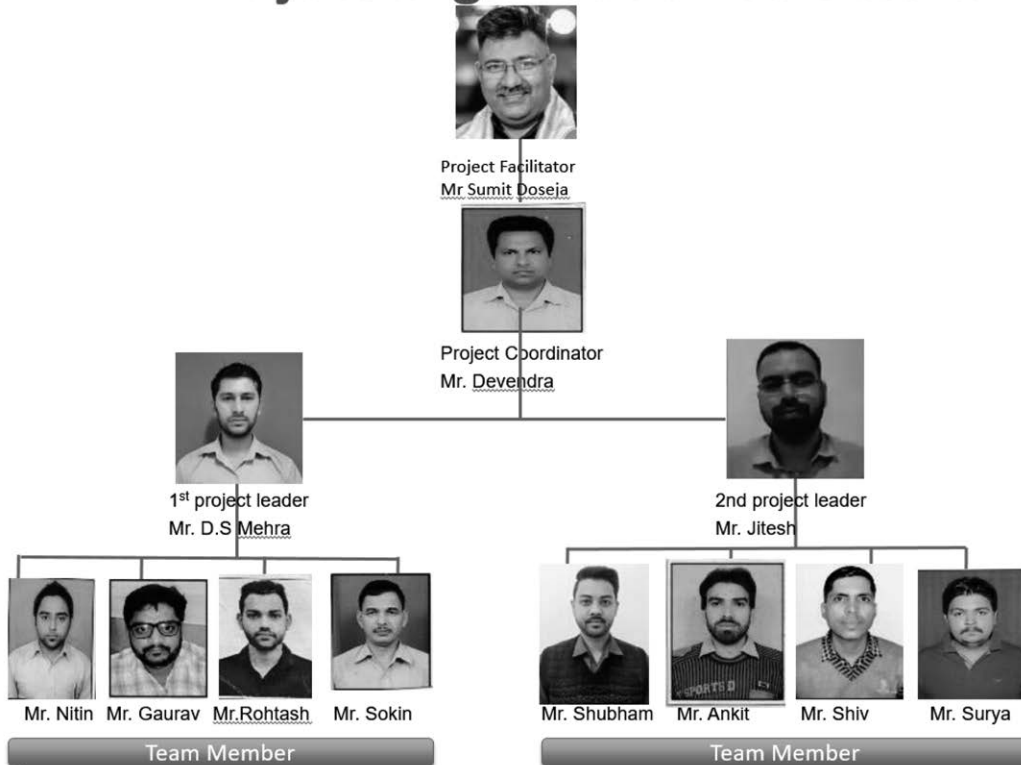 Project Facilitator
Mr Sumit Doseja
Project Coordinator
Mr. Devendra
1st project leader
Mr. D.S Mehra
2nd project leader
Mr. Jitesh
Mr. Nitin
Mr. Gaurav
Mr.Rohtash
Mr. Sokin
Mr. Shubham
Mr. Ankit
Mr. Shiv
Mr. Surya
Team Member
Team Member